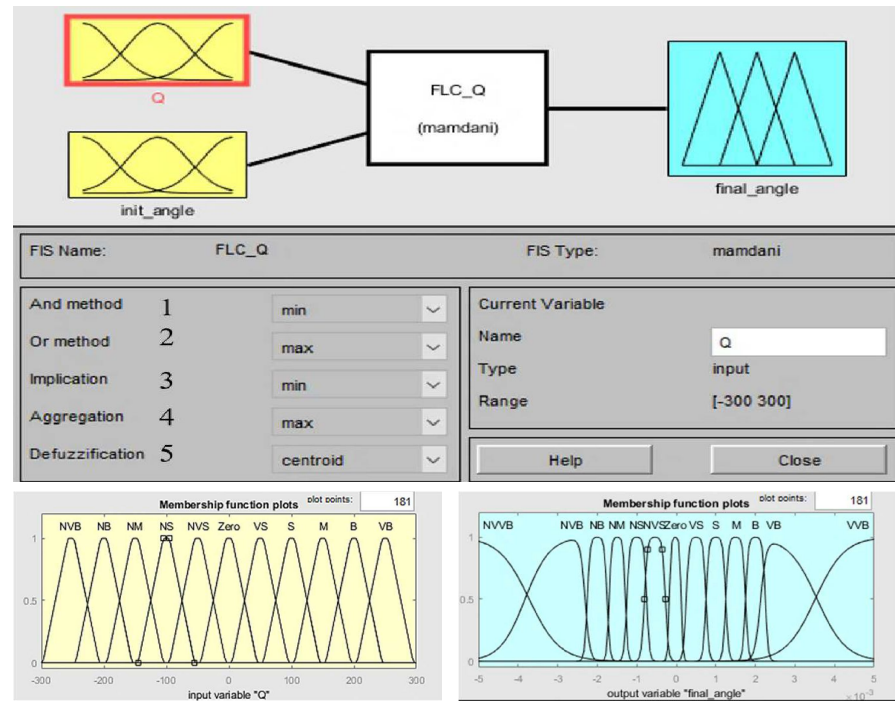 FLC_Q
(mamdani)
Q
init_angle
final_angle
FIS Name: FLC_Q FIS Type: mamdani
And method 1 min
Or method 2 max
Implication 3 min
Aggregation 4 max
Defuzzification 5 centroid
Current Variable
Name Q
Type input
Range [-300 300]
Help Close
Membership function plots plot points: 181
NVB NB NM NS NVS Zero VS S M B VB
1
0.5
0
-300 -200 -100 0 100 200 300
input variable "Q"
Membership function plots plot points: 181
NVVB NVB NB NM NS NVS Zero VS S M B VB VVB
1
0.5
0
-5 -4 -3 -2 -1 0 1 2 3 4 5
output variable "final_angle"
×10⁻³